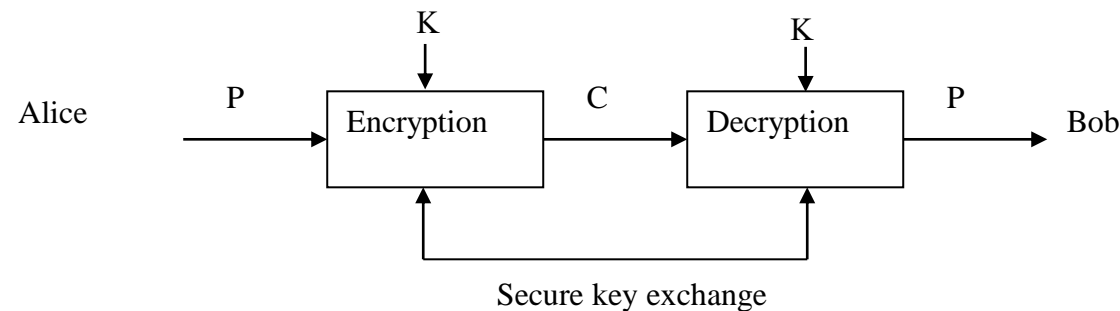 K
K
P
C
P
Alice
Encryption
Decryption
Bob
Secure key exchange